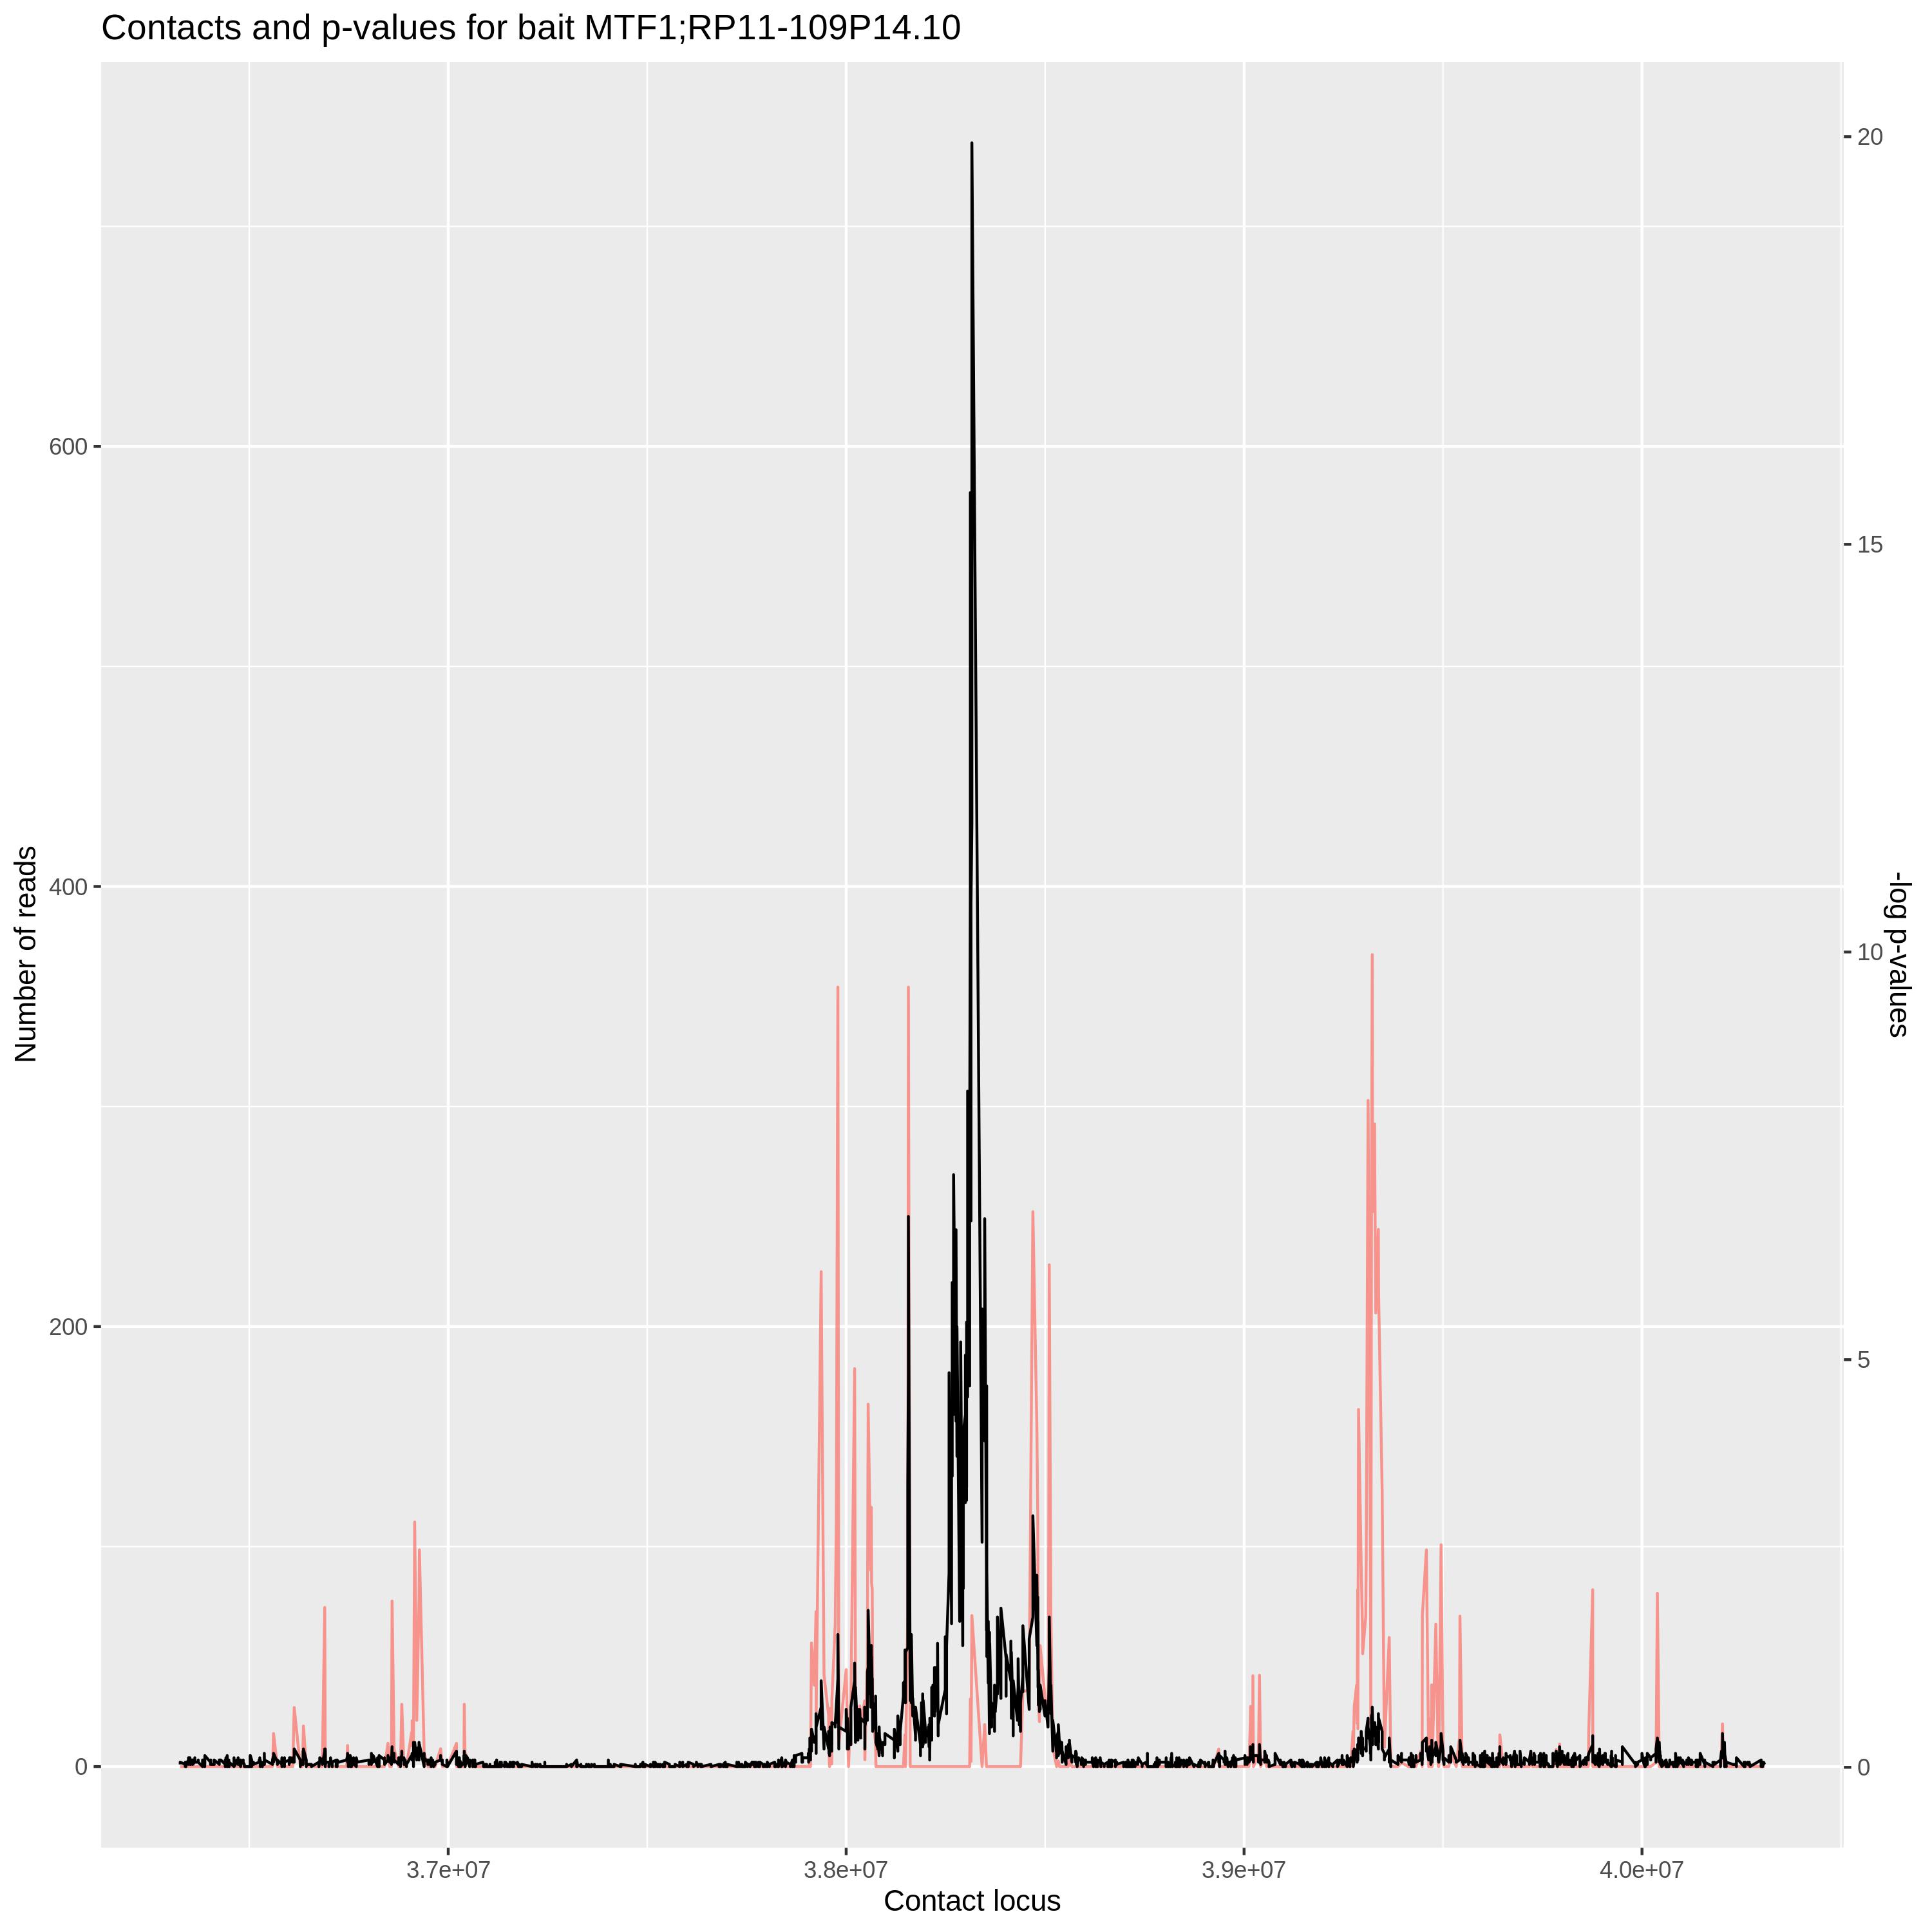 Contacts and p-values for bait MTF1;RP11-109P14.10
Number of reads
600
400
200
0
20
15
10
5
0
-log p-values
3.7e+07
3.8e+07
3.9e+07
4.0e+07
Contact locus